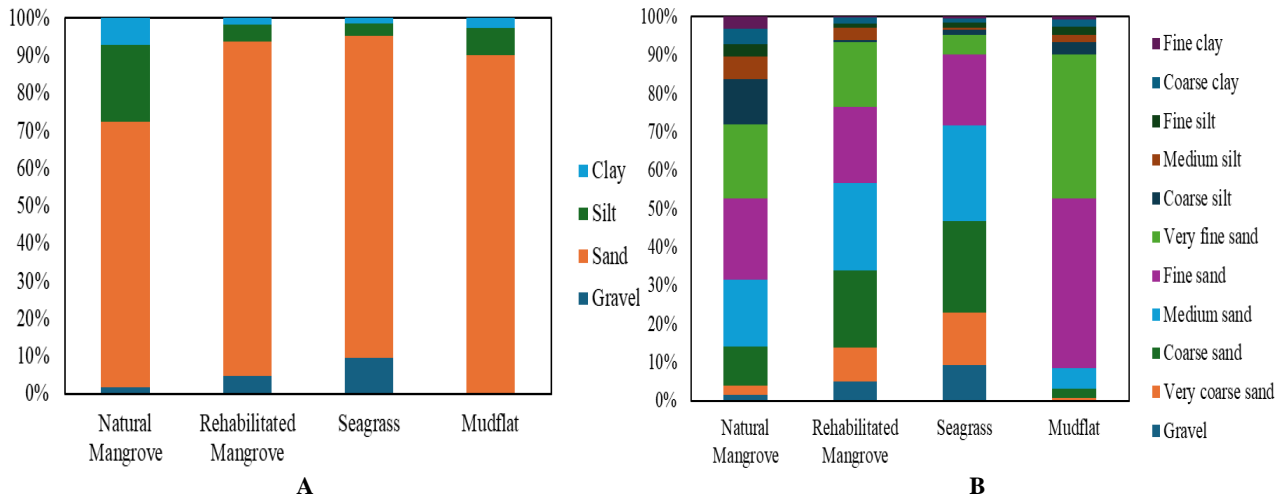 100%
90%
80%
70%
60%
50%
40%
30%
20%
10%
0%
Natural
Mangrove
Rehabilitated
Mangrove
Seagrass
Mudflat
Clay
Silt
Sand
Gravel
A
100%
90%
80%
70%
60%
50%
40%
30%
20%
10%
0%
Natural
Mangrove
Rehabilitated
Mangrove
Seagrass
Mudflat
Fine clay
Coarse clay
Fine silt
Medium silt
Coarse silt
Very fine sand
Fine sand
Medium sand
Coarse sand
Very coarse sand
Gravel
B